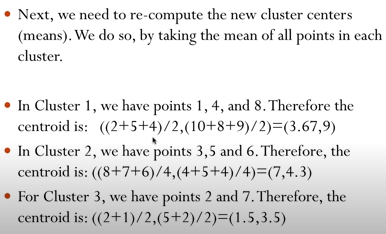 • Next, we need to re-compute the new cluster centers
(means). We do so, by taking the mean of all points in each
cluster.
• In Cluster 1, we have points 1, 4, and 8. Therefore the
centroid is: ((2+5+4)/2,(10+8+9)/2)=(3.67,9)
• In Cluster 2, we have points 3,5 and 6. Therefore, the
centroid is: ((8+7+6)/4,(4+5+4)/4)=(7,4.3)
• For Cluster 3, we have points 2 and 7. Therefore, the
centroid is: ((2+1)/2,(5+2)/2)=(1.5,3.5)